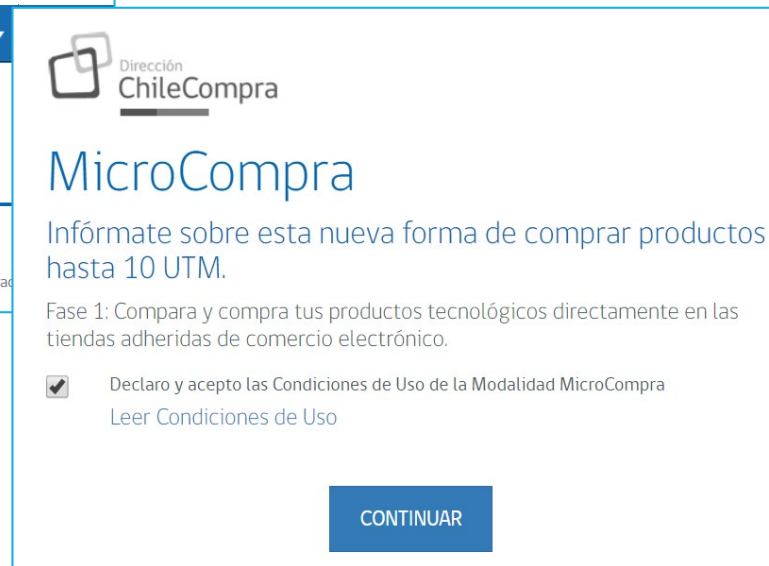 Dirección
ChileCompra
MicroCompra
Infórmate sobre esta nueva forma de comprar productos
hasta 10 UTM.
Fase 1: Compara y compra tus productos tecnológicos directamente en las
tiendas adheridas de comercio electrónico.
Declaro y acepto las Condiciones de Uso de la Modalidad MicroCompra
Leer Condiciones de Uso
CONTINUAR